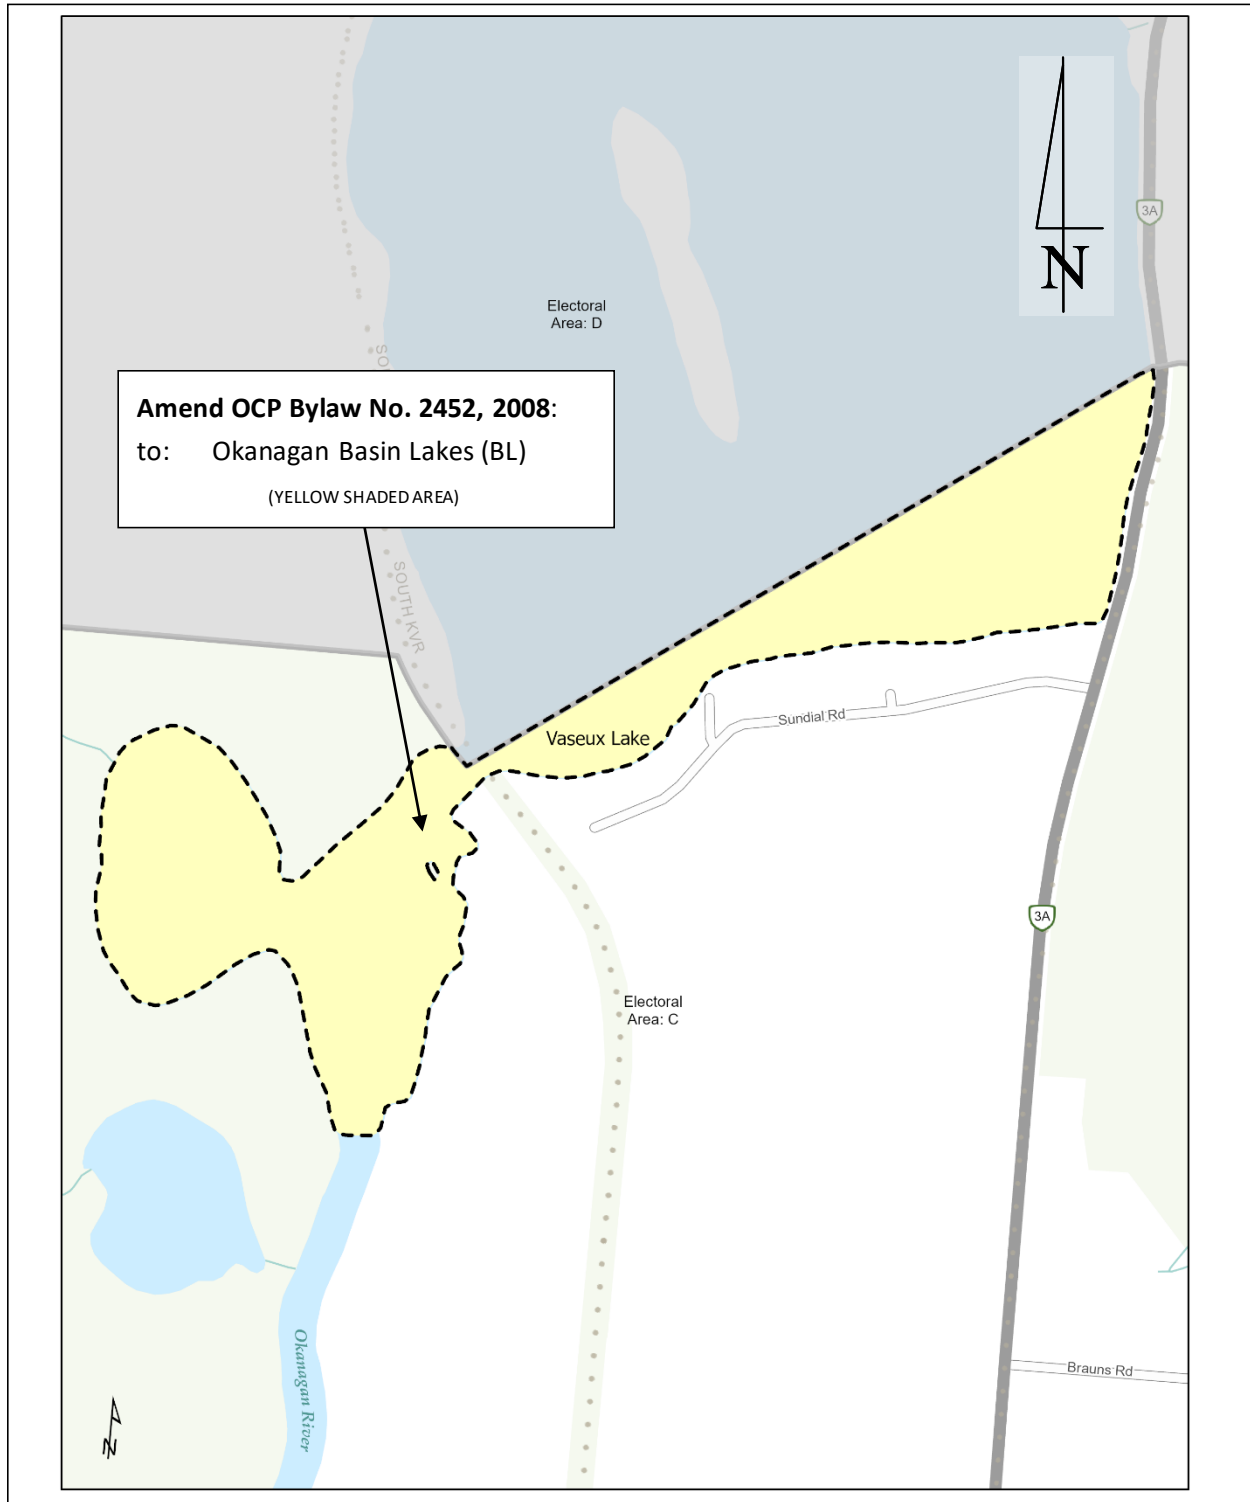 3A
N
Electoral
Area: D
SO
Amend OCP Bylaw No. 2452, 2008:
to: Okanagan Basin Lakes (BL)
(YELLOW SHADED AREA)
SOUTH KVR
Sundial Rd
Vaseux Lake
3A
Electoral
Area: C
Okanagan River
Brauns Rd
N